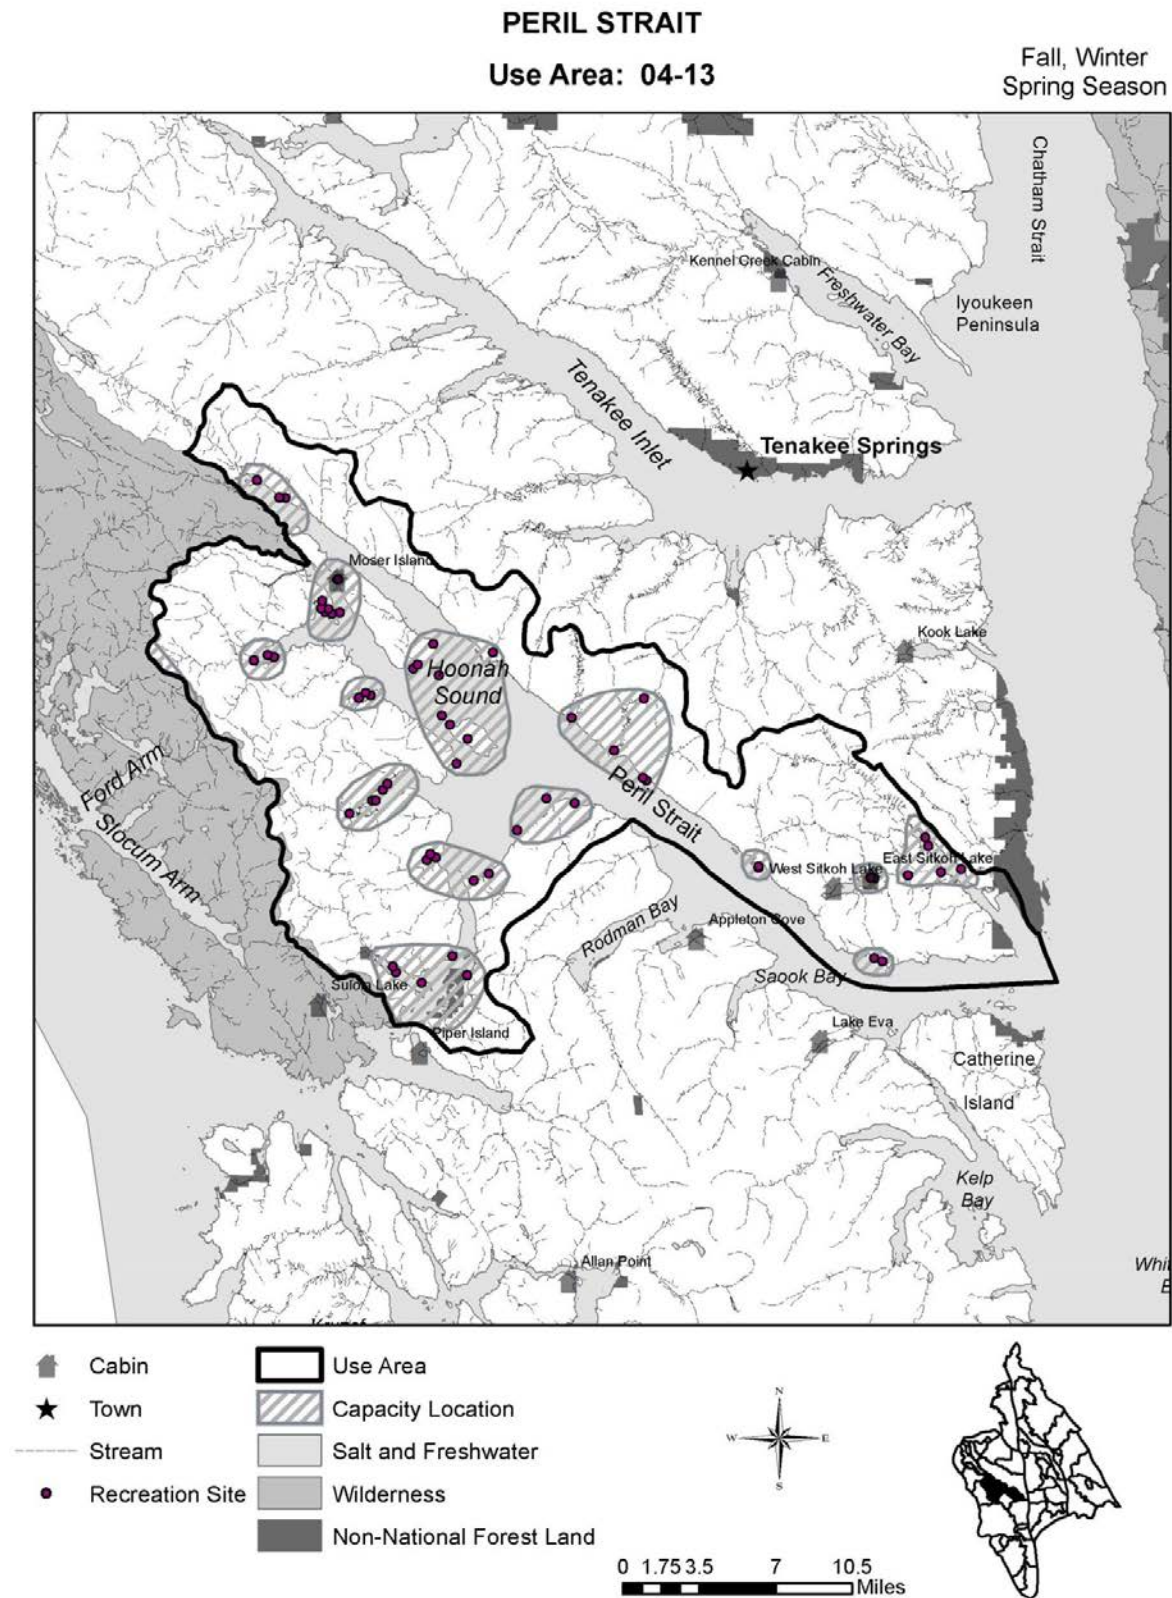 PERIL STRAIT
Use Area: 04-13
Fall, Winter
Spring Season
Chatham Strait
Kennel Creek Cabin
Freshwater Bay
Iyoukeen
Peninsula
Tenakee Inlet
Tenakee Springs
Moser Island
Kook Lake
Hoonah
Sound
Ford Arm
Slocum Arm
Peril Strait
West Sitkoh Lake
East Sitkoh Lake
Rodman Bay
Appleton Cove
Saook Bay
Suloia Lake
Piper Island
Lake Eva
Catherine
Island
Kelp
Bay
Allan Point
Whi
Cabin
Town
Stream
Recreation Site
Use Area
Capacity Location
Salt and Freshwater
Wilderness
Non-National Forest Land
N
W
E
S
0 1.75 3.5 7 10.5
Miles